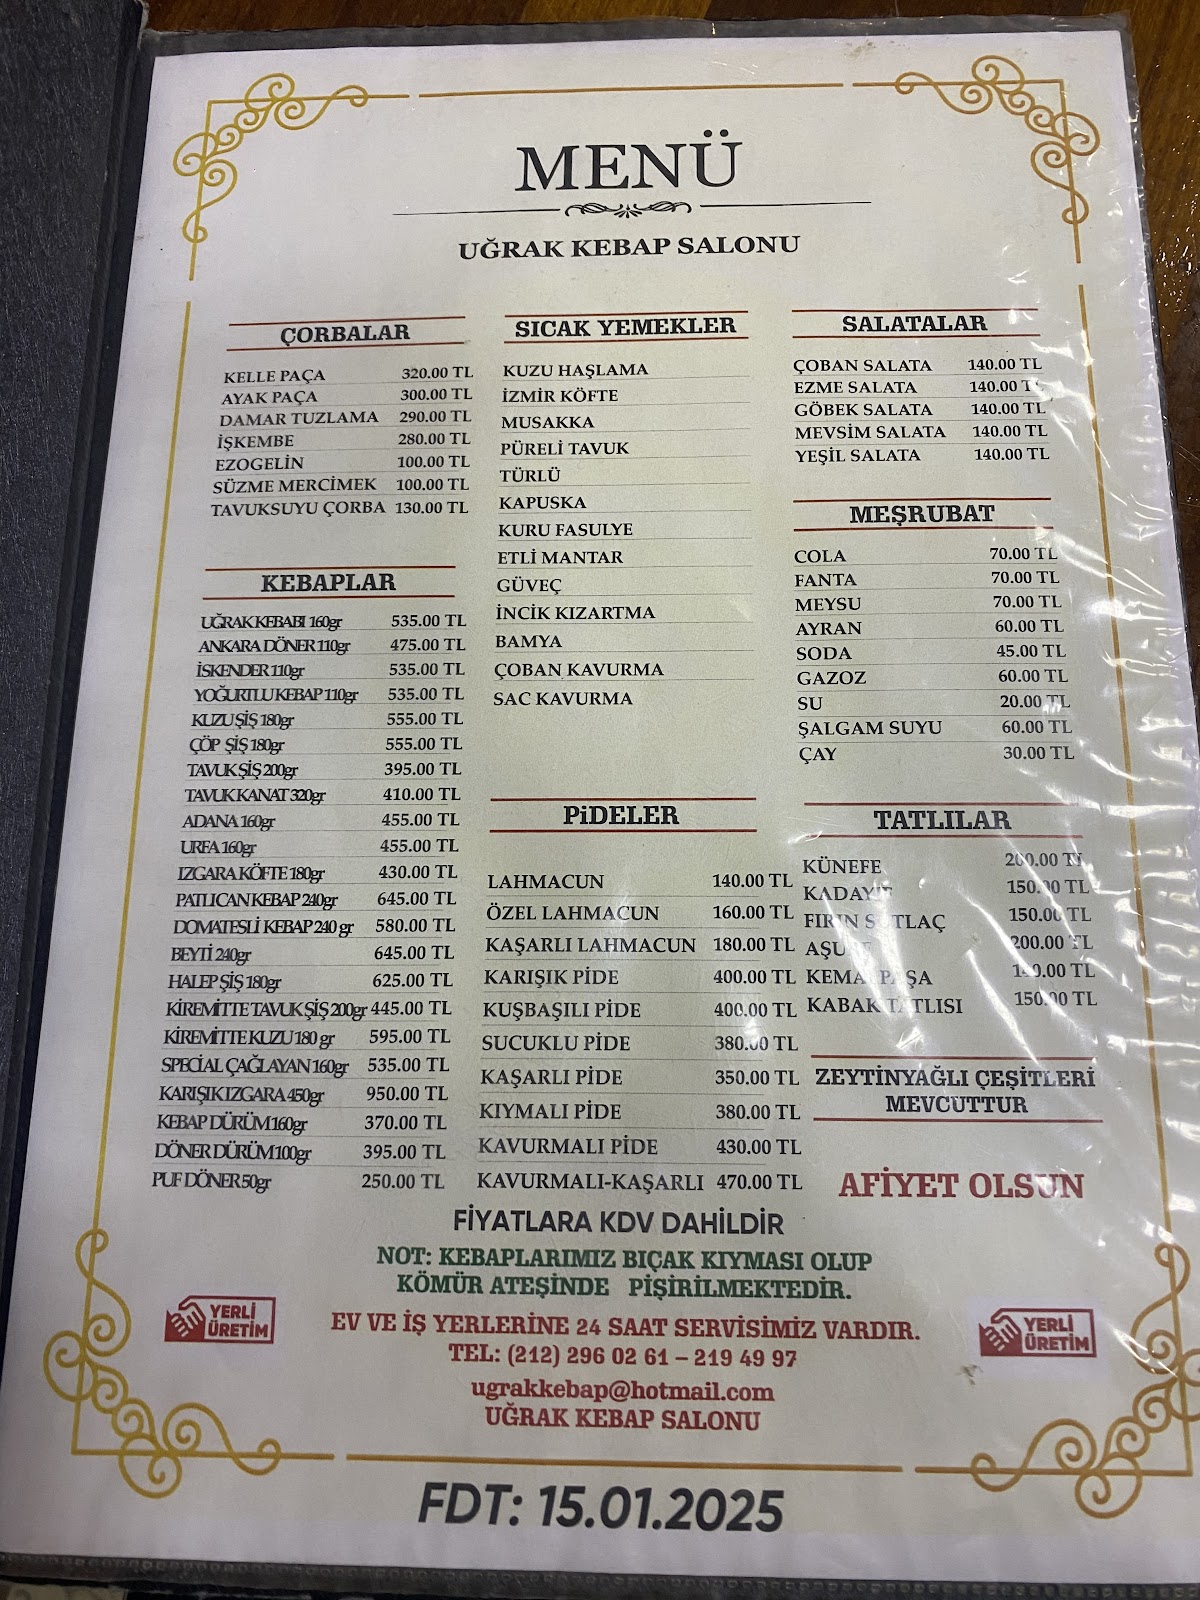 MENÜ
UĞRAK KEBAP SALONU
ÇORBALAR
KELLE PAÇA 320.00 TL
AYAK PAÇA 300.00 TL
DAMAR TUZLAMA 290.00 TL
İŞKEMBE 280.00 TL
EZOGELİN 100.00 TL
SÜZME MERCİMEK 100.00 TL
TAVUKSUYU ÇORBA 130.00 TL
KEBAPLAR
UĞRAK KEBABI 160gr 535.00 TL
ANKARA DÖNER 110gr 475.00 TL
İSKENDER 110gr 535.00 TL
YOĞURTLU KEBAP 110gr 535.00 TL
KUZU ŞİŞ 180gr 555.00 TL
ÇÖP ŞİŞ 180gr 555.00 TL
TAVUK ŞİŞ 200gr 395.00 TL
TAVUK KANAT 320gr 410.00 TL
ADANA 160gr 455.00 TL
URFA 160gr 455.00 TL
IZGARA KÖFTE 180gr 430.00 TL
PATLICAN KEBAP 240gr 645.00 TL
DOMATESLİ KEBAP 240 gr 580.00 TL
BEYTİ 240gr 645.00 TL
HALEP ŞİŞ 180gr 625.00 TL
KİREMİTTE TAVUK ŞİŞ 200gr 445.00 TL
KİREMİTTE KUZU 180 gr 595.00 TL
SPECİAL ÇAĞLAYAN 160gr 535.00 TL
KARIŞIK IZGARA 450gr 950.00 TL
KEBAP DÜRÜM 160gr 370.00 TL
DÖNER DÜRÜM 100gr 395.00 TL
PUF DÖNER 50gr 250.00 TL
SICAK YEMEKLER
KUZU HAŞLAMA
İZMİR KÖFTE
MUSAKKA
PÜRELİ TAVUK
TÜRLÜ
KAPUSKA
KURU FASULYE
ETLİ MANTAR
GÜVEÇ
İNCİK KIZARTMA
BAMYA
ÇOBAN KAVURMA
SAC KAVURMA
PİDELER
LAHMACUN 140.00 TL
ÖZEL LAHMACUN 160.00 TL
KAŞARLI LAHMACUN 180.00 TL
KARIŞIK PİDE 400.00 TL
KUŞBAŞILI PİDE 400.00 TL
SUCUKLU PİDE 380.00 TL
KAŞARLI PİDE 350.00 TL
KIYMALI PİDE 380.00 TL
KAVURMALI PİDE 430.00 TL
KAVURMALI-KAŞARLI 470.00 TL
SALATALAR
ÇOBAN SALATA 140.00 TL
EZME SALATA 140.00 TL
GÖBEK SALATA 140.00 TL
MEVSİM SALATA 140.00 TL
YEŞİL SALATA 140.00 TL
MEŞRUBAT
COLA 70.00 TL
FANTA 70.00 TL
MEYSU 70.00 TL
AYRAN 60.00 TL
SODA 45.00 TL
GAZOZ 60.00 TL
SU 20.00 TL
ŞALGAM SUYU 60.00 TL
ÇAY 30.00 TL
TATLILAR
KÜNEFE 200.00 TL
KADAYIF 150.00 TL
FIRIN SÜTLAÇ 150.00 TL
AŞURE 200.00 TL
KEMALPAŞA 140.00 TL
KABAK TATLISI 150.00 TL
ZEYTİNYAĞLI ÇEŞİTLERİ
MEVCUTTUR
AFİYET OLSUN
FİYATLARA KDV DAHİLDİR
NOT: KEBAPLARIMIZ BIÇAK KIYMASI OLUP
KÖMÜR ATEŞİNDE PİŞİRİLMEKTEDİR.
EV VE İŞ YERLERİNE 24 SAAT SERVİSİMİZ VARDIR.
TEL: (212) 296 02 61 – 219 49 97
ugrakkebap@hotmail.com
UĞRAK KEBAP SALONU
YERLİ
ÜRETİM
YERLİ
ÜRETİM
FDT: 15.01.2025